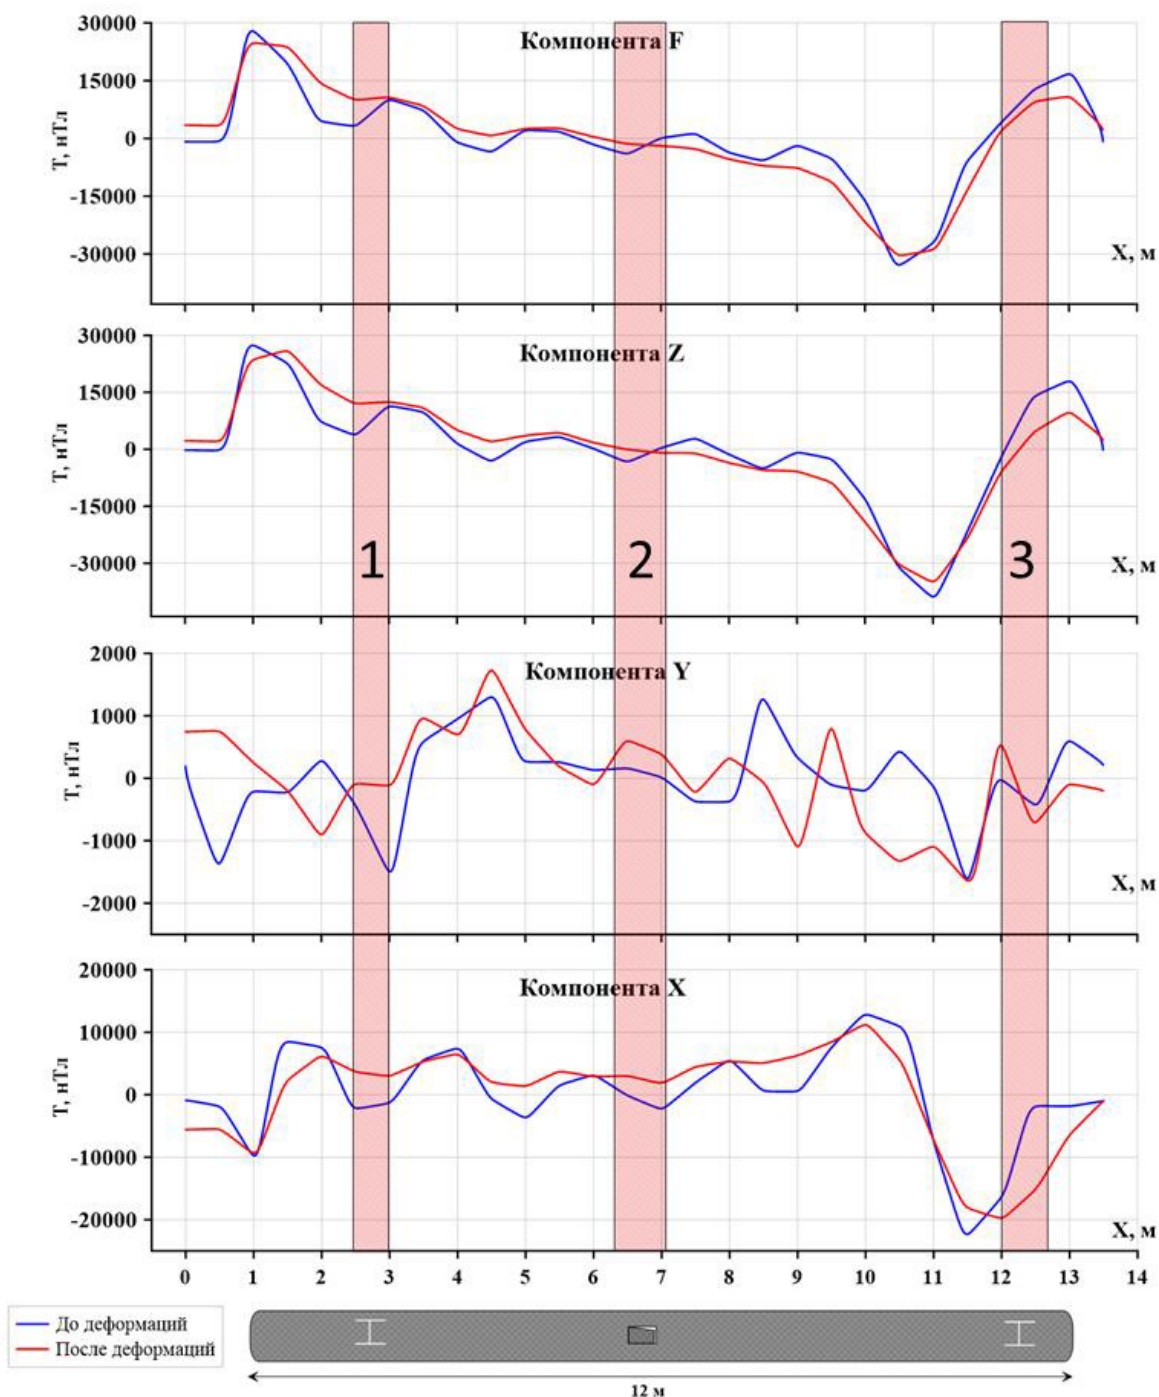 Компонента F
30000
15000
0
-15000
-30000
T, нТл
X, м
Компонента Z
30000
15000
0
-15000
-30000
T, нТл
1
2
3
X, м
Компонента Y
2000
1000
0
-1000
-2000
T, нТл
X, м
Компонента X
20000
10000
0
-10000
-20000
T, нТл
X, м
0 1 2 3 4 5 6 7 8 9 10 11 12 13 14
До деформаций
После деформаций
12 м